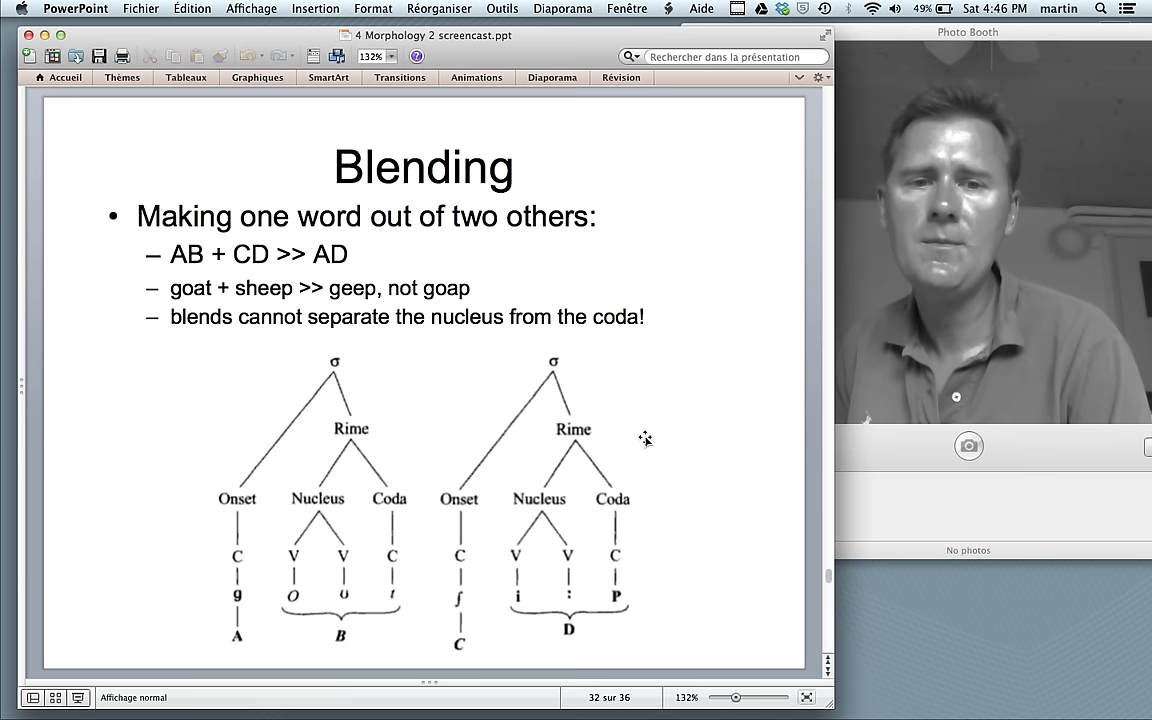 PowerPoint Fichier Édition Affichage Insertion Format Réorganiser Outils Diaporama Fenêtre Aide 49% Sat 4:46 PM martin
4 Morphology 2 screencast.ppt
Photo Booth
132% Rechercher dans la présentation
Accueil Thèmes Tableaux Graphiques SmartArt Transitions Animations Diaporama Révision
Blending
• Making one word out of two others:
– AB + CD >> AD
– goat + sheep >> geep, not goap
– blends cannot separate the nucleus from the coda!
σ σ
Rime Rime
Onset Nucleus Coda Onset Nucleus Coda
C V V C C V V C
g O ʊ t ʃ i : P
A B C D
No photos
Affichage normal 32 sur 36 132%